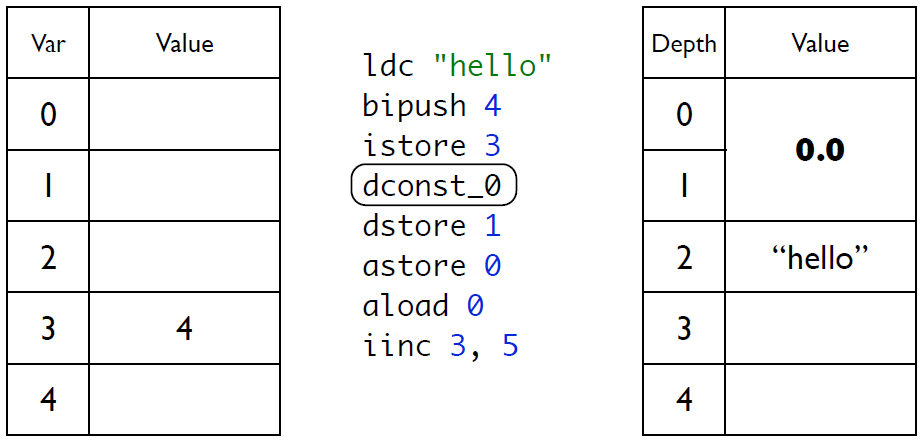 Var Value
0
1
2
3 4
4
ldc "hello"
bipush 4
istore 3
dconst_0
dstore 1
astore 0
aload 0
iinc 3, 5
Depth Value
0
0.0
1
2 “hello”
3
4